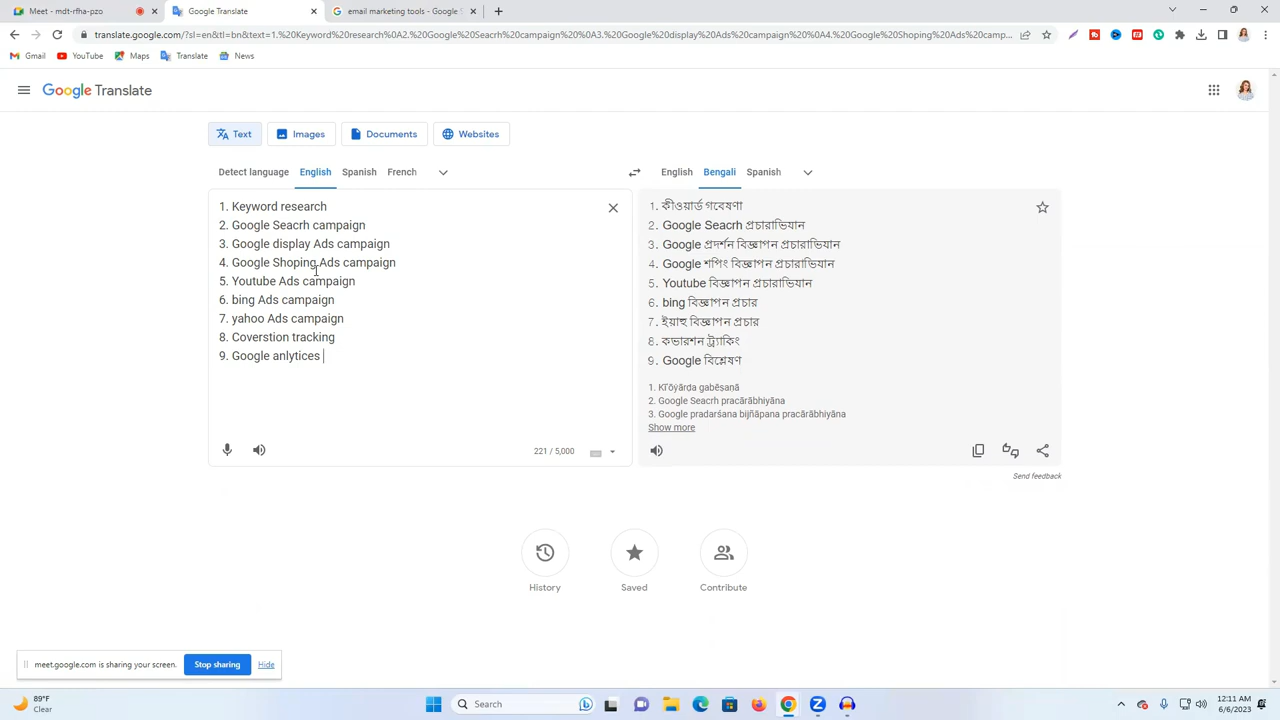 Meet - mdt-rfha-pzo
Google Translate
email marketing tools - Google S
translate.google.com/?sl=en&tl=bn&text=1.%20Keyword%20research%0A2.%20Google%20Seacrh%20campaign%20%0A3.%20Google%20display%20Ads%20campaign%20%0A4.%20Google%20Shoping%20Ads%20camp...
Gmail YouTube Maps Translate News
Google Translate
Text Images Documents Websites
Detect language English Spanish French
English Bengali Spanish
1. Keyword research
2. Google Seacrh campaign
3. Google display Ads campaign
4. Google Shoping Ads campaign
5. Youtube Ads campaign
6. bing Ads campaign
7. yahoo Ads campaign
8. Coverstion tracking
9. Google anlytices
221 / 5,000
1. কীওয়ার্ড গবেষণা
2. Google Seacrh প্রচারাভিযান
3. Google প্রদর্শন বিজ্ঞাপন প্রচারাভিযান
4. Google শপিং বিজ্ঞাপন প্রচারাভিযান
5. Youtube বিজ্ঞাপন প্রচারাভিযান
6. bing বিজ্ঞাপন প্রচার
7. ইয়াহু বিজ্ঞাপন প্রচার
8. কভারশন ট্র্যাকিং
9. Google বিশ্লেষণ
1. Kī'ōẏārḍa gabēṣaṇā
2. Google Seacrh pracārābhiyāna
3. Google pradarśana bijñāpana pracārābhiyāna
Show more
Send feedback
History Saved Contribute
meet.google.com is sharing your screen. Stop sharing Hide
89°F
Clear
Search
12:11 AM
6/6/2023